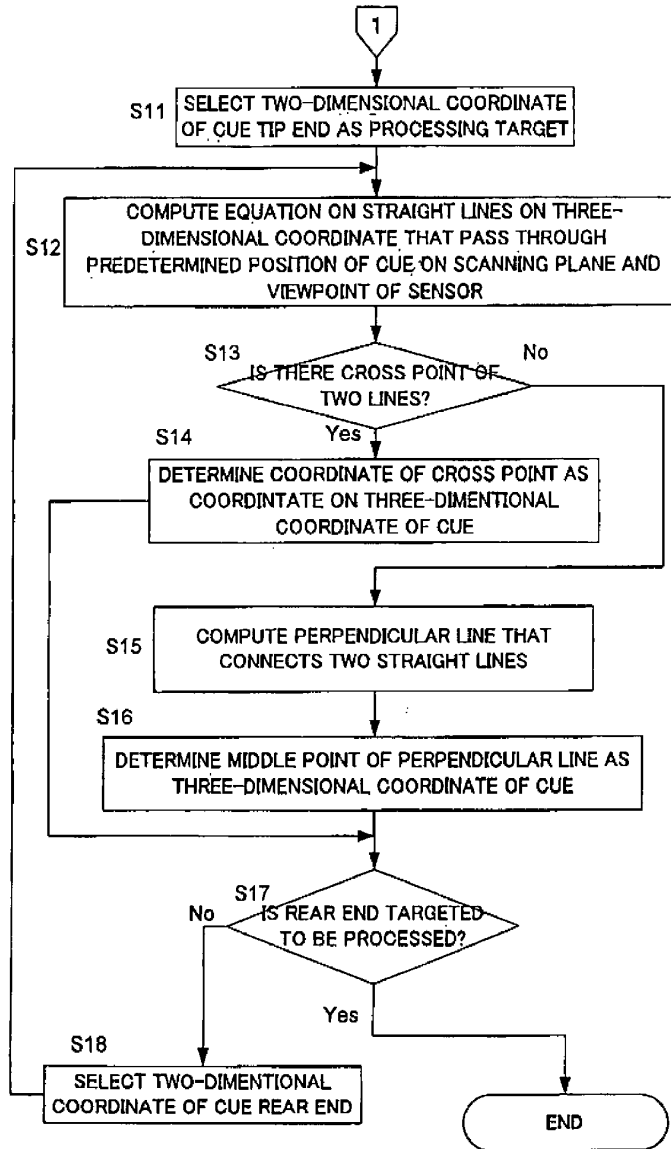 1
S11
SELECT TWO-DIMENSIONAL COORDINATE
OF CUE TIP END AS PROCESSING TARGET
S12
COMPUTE EQUATION ON STRAIGHT LINES ON THREE-
DIMENSIONAL COORDINATE THAT PASS THROUGH
PREDETERMINED POSITION OF CUE ON SCANNING PLANE AND
VIEWPOINT OF SENSOR
S13
No
IS THERE CROSS POINT OF
TWO LINES?
Yes
S14
DETERMINE COORDINATE OF CROSS POINT AS
COORDINTATE ON THREE-DIMENTIONAL
COORDINATE OF CUE
S15
COMPUTE PERPENDICULAR LINE THAT
CONNECTS TWO STRAIGHT LINES
S16
DETERMINE MIDDLE POINT OF PERPENDICULAR LINE AS
THREE-DIMENSIONAL COORDINATE OF CUE
S17
No
IS REAR END TARGETED
TO BE PROCESSED?
Yes
S18
SELECT TWO-DIMENTIONAL
COORDINATE OF CUE REAR END
END